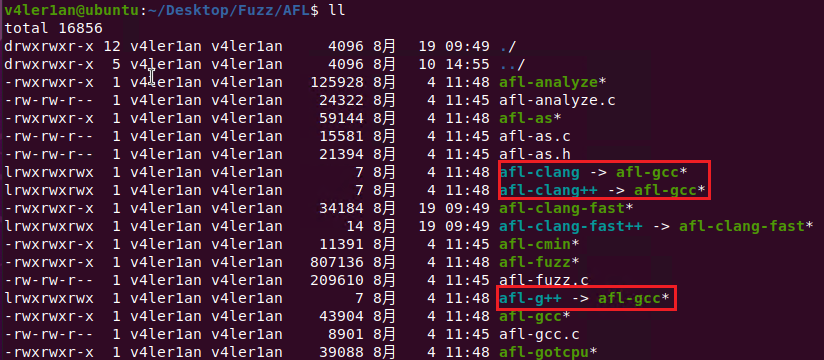 v4ler1an@ubuntu:~/Desktop/Fuzz/AFL$ ll
total 16856
drwxrwxr-x 12 v4ler1an v4ler1an   4096 8月  19 09:49 ./
drwxrwxr-x  5 v4ler1an v4ler1an   4096 8月  10 14:55 ../
-rwxrwxr-x  1 v4ler1an v4ler1an 125928 8月   4 11:48 afl-analyze*
-rw-rw-r--  1 v4ler1an v4ler1an  24322 8月   4 11:45 afl-analyze.c
-rwxrwxr-x  1 v4ler1an v4ler1an  59144 8月   4 11:48 afl-as*
-rw-rw-r--  1 v4ler1an v4ler1an  15581 8月   4 11:45 afl-as.c
-rw-rw-r--  1 v4ler1an v4ler1an  21394 8月   4 11:45 afl-as.h
lrwxrwxrwx  1 v4ler1an v4ler1an      7 8月   4 11:48 afl-clang -> afl-gcc*
lrwxrwxrwx  1 v4ler1an v4ler1an      7 8月   4 11:48 afl-clang++ -> afl-gcc*
-rwxrwxr-x  1 v4ler1an v4ler1an  34184 8月  19 09:49 afl-clang-fast*
lrwxrwxrwx  1 v4ler1an v4ler1an     14 8月  19 09:49 afl-clang-fast++ -> afl-clang-fast*
-rwxrwxr-x  1 v4ler1an v4ler1an  11391 8月   4 11:45 afl-cmin*
-rwxrwxr-x  1 v4ler1an v4ler1an 807136 8月   4 11:48 afl-fuzz*
-rw-rw-r--  1 v4ler1an v4ler1an 209610 8月   4 11:45 afl-fuzz.c
lrwxrwxrwx  1 v4ler1an v4ler1an      7 8月   4 11:48 afl-g++ -> afl-gcc*
-rwxrwxr-x  1 v4ler1an v4ler1an  43904 8月   4 11:48 afl-gcc*
-rw-rw-r--  1 v4ler1an v4ler1an   8901 8月   4 11:45 afl-gcc.c
-rwxrwxr-x  1 v4ler1an v4ler1an  39088 8月   4 11:48 afl-gotcpu*